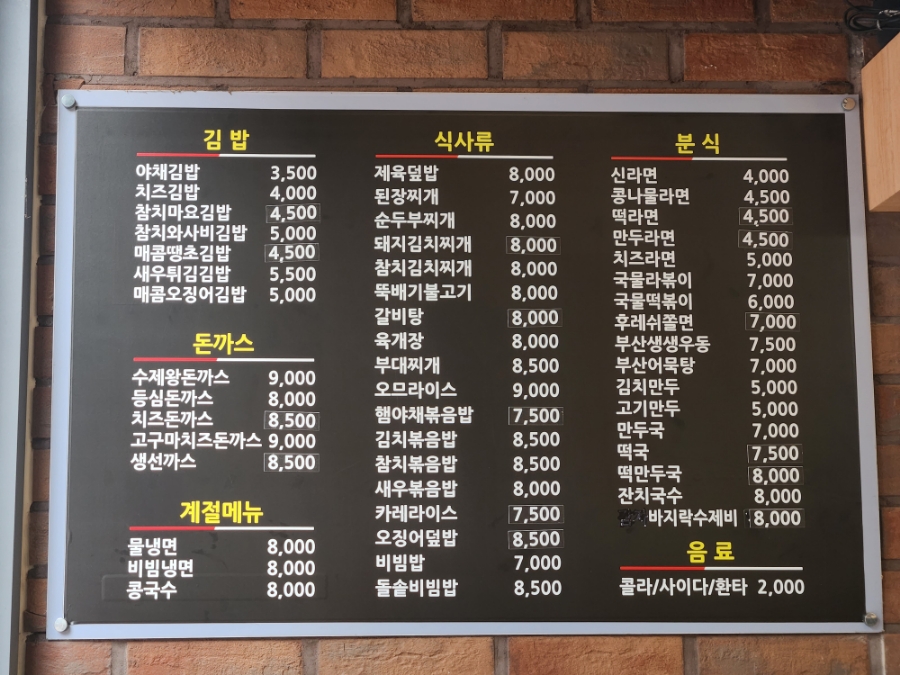 김 밥
야채김밥 3,500
치즈김밥 4,000
참치마요김밥 4,500
참치와사비김밥 5,000
매콤땡초김밥 4,500
새우튀김김밥 5,500
매콤오징어김밥 5,000
돈까스
수제왕돈까스 9,000
등심돈까스 8,000
치즈돈까스 8,500
고구마치즈돈까스 9,000
생선까스 8,500
계절메뉴
물냉면 8,000
비빔냉면 8,000
콩국수 8,000
식사류
제육덮밥 8,000
된장찌개 7,000
순두부찌개 8,000
돼지김치찌개 8,000
참치김치찌개 8,000
뚝배기불고기 8,000
갈비탕 8,000
육개장 8,000
부대찌개 8,500
오므라이스 9,000
햄야채볶음밥 7,500
김치볶음밥 8,500
참치볶음밥 8,500
새우볶음밥 8,000
카레라이스 7,500
오징어덮밥 8,500
비빔밥 7,000
돌솥비빔밥 8,500
분 식
신라면 4,000
콩나물라면 4,500
떡라면 4,500
만두라면 4,500
치즈라면 5,000
국물라볶이 7,000
국물떡볶이 6,000
후레쉬쫄면 7,000
부산생생우동 7,500
부산어묵탕 7,000
김치만두 5,000
고기만두 5,000
만두국 7,000
떡국 7,500
떡만두국 8,000
잔치국수 8,000
바지락수제비 8,000
음 료
콜라/사이다/환타 2,000